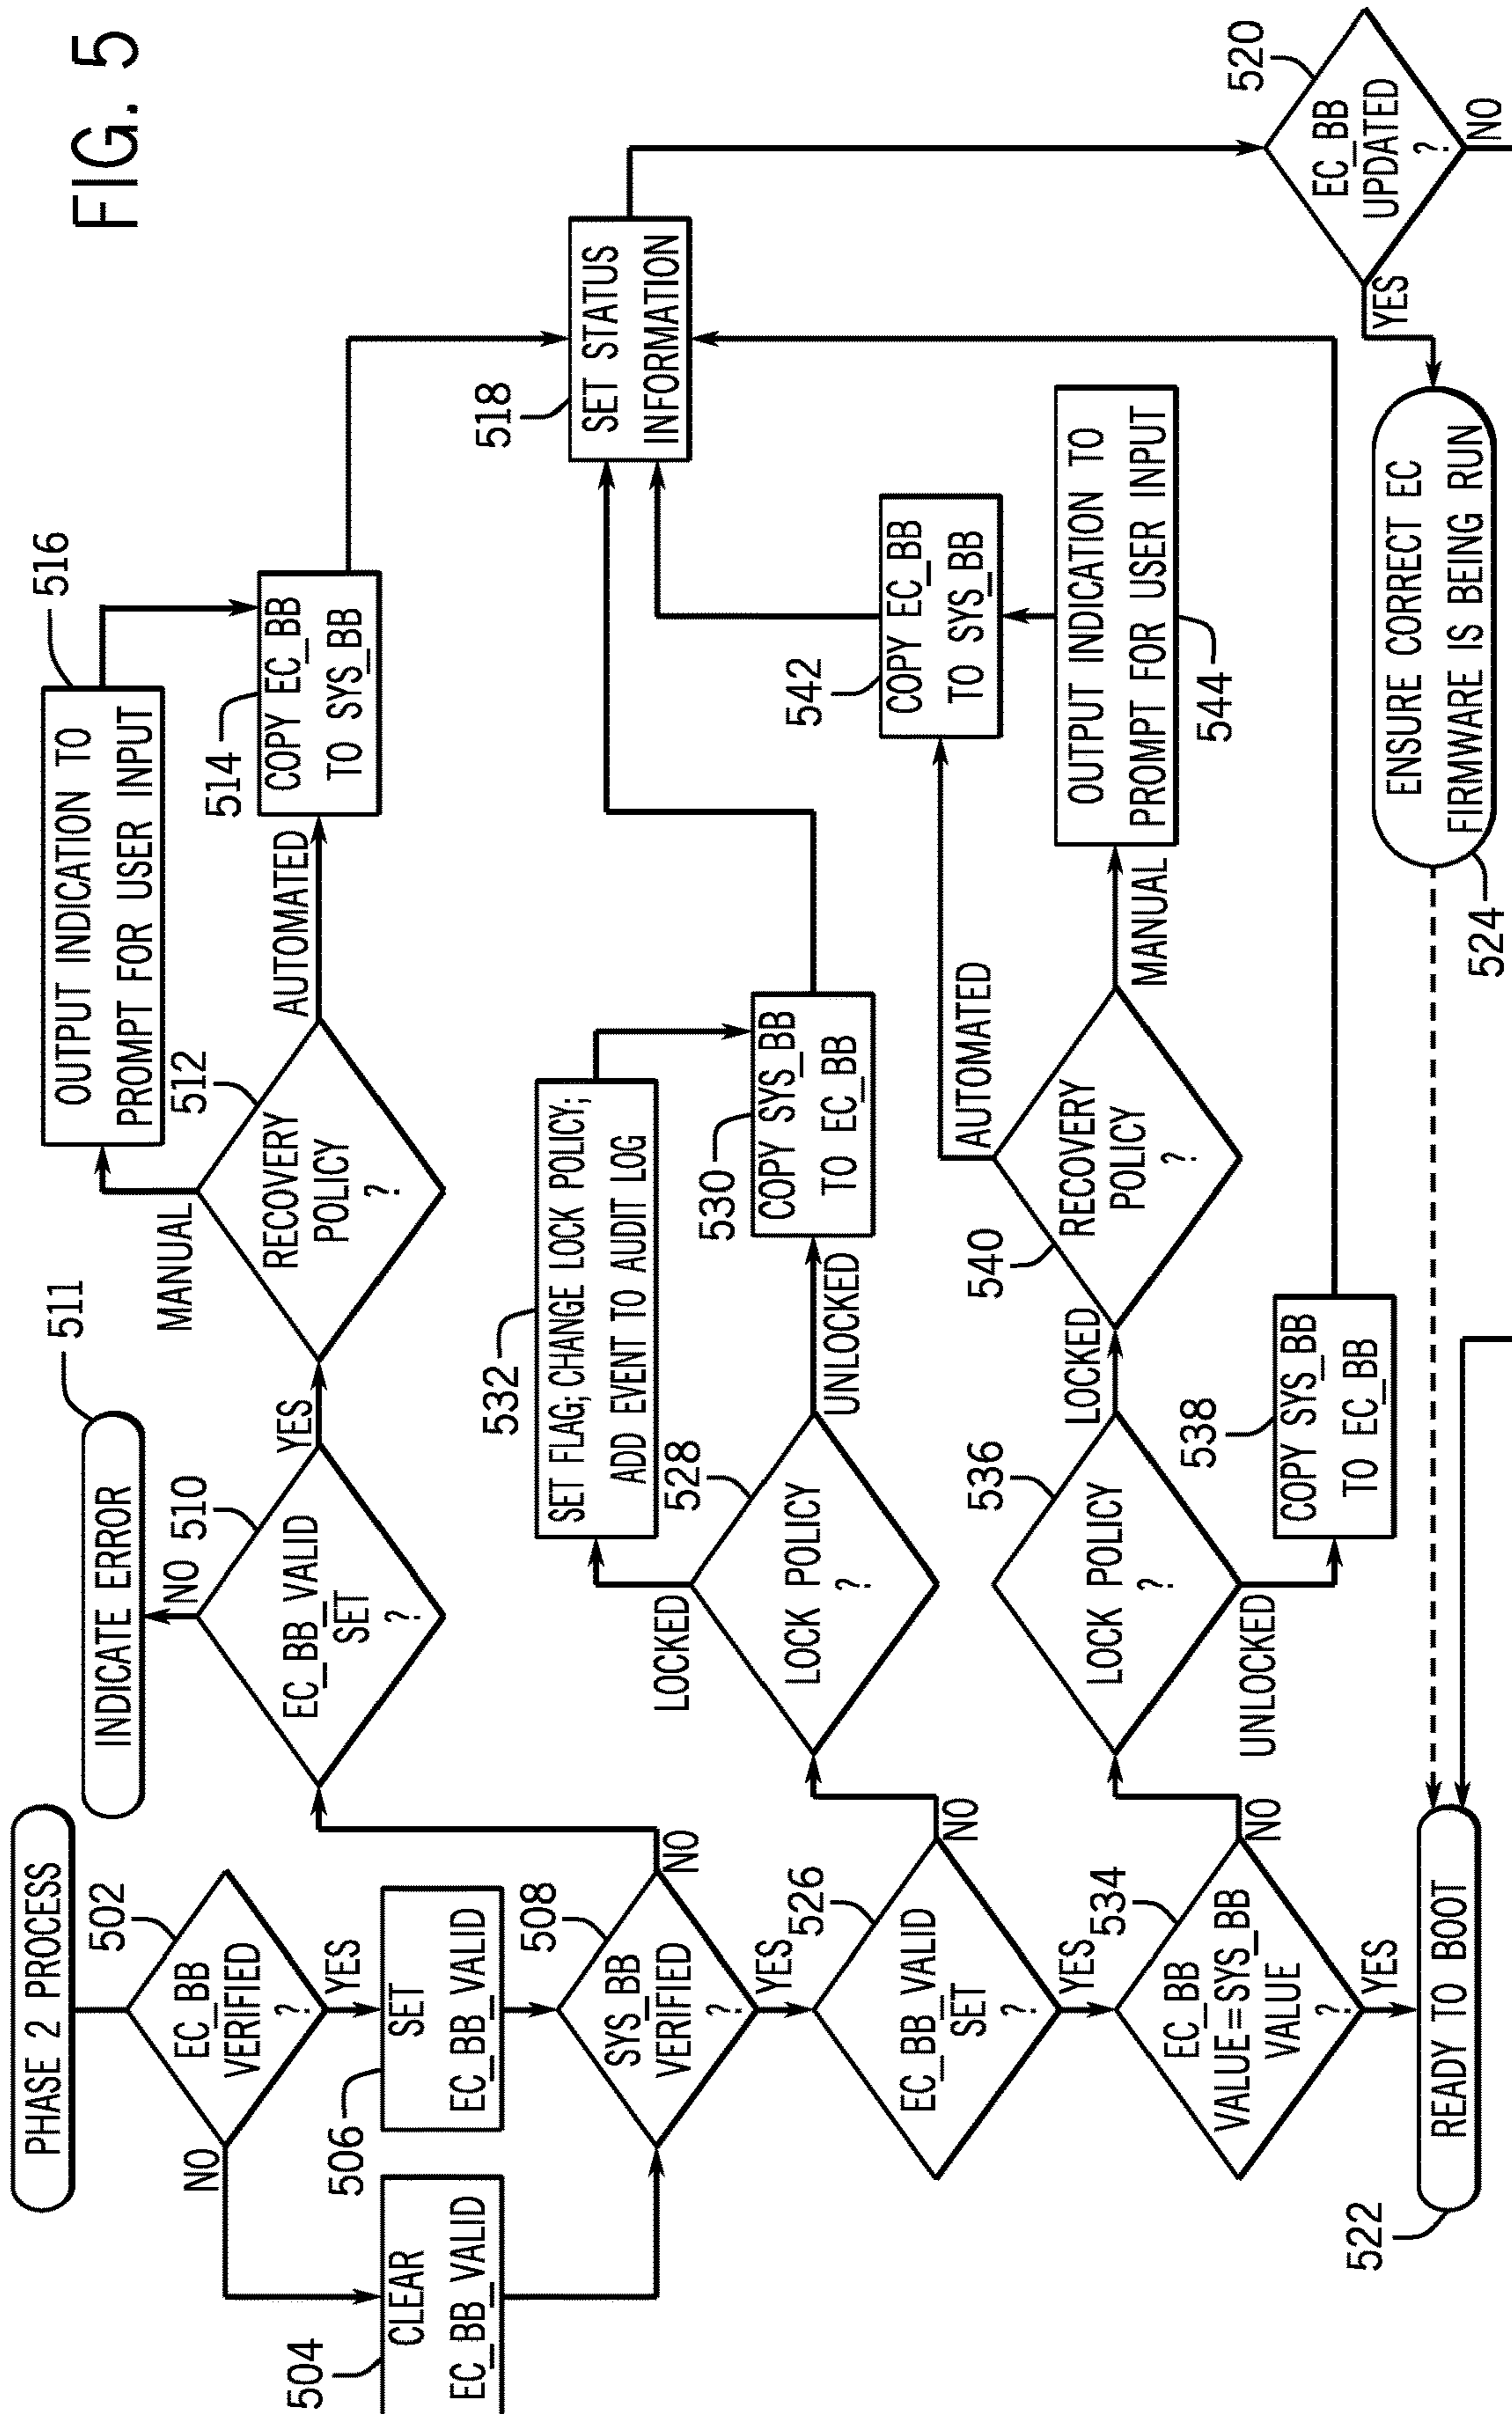 FIG. 5
PHASE 2 PROCESS
502
EC_BB
VERIFIED
?
NO
YES
504
CLEAR
EC_BB_VALID
506
SET
EC_BB_VALID
508
SYS_BB
VERIFIED
?
NO
YES
510
EC_BB_VALID
SET
?
NO
YES
511
INDICATE ERROR
512
RECOVERY
POLICY
?
MANUAL
AUTOMATED
516
OUTPUT INDICATION TO
PROMPT FOR USER INPUT
514
COPY EC_BB
TO SYS_BB
518
SET STATUS
INFORMATION
526
EC_BB_VALID
SET
?
NO
YES
528
LOCK POLICY
?
LOCKED
UNLOCKED
532
SET FLAG; CHANGE LOCK POLICY;
ADD EVENT TO AUDIT LOG
530
COPY SYS_BB
TO EC_BB
534
EC_BB
VALUE=SYS_BB
VALUE
?
NO
YES
536
LOCK POLICY
?
LOCKED
UNLOCKED
538
COPY SYS_BB
TO EC_BB
540
RECOVERY
POLICY
?
AUTOMATED
MANUAL
542
COPY EC_BB
TO SYS_BB
544
OUTPUT INDICATION TO
PROMPT FOR USER INPUT
520
EC_BB
UPDATED
?
YES
NO
524
ENSURE CORRECT EC
FIRMWARE IS BEING RUN
522
READY TO BOOT